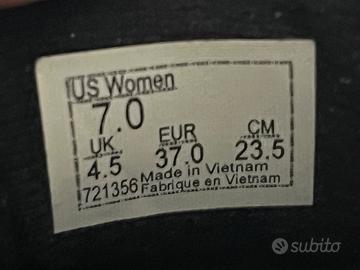 US Women
7.0
UK EUR CM
4.5 37.0 23.5
Made in Vietnam
721356 Fabrique en Vietnam
subito